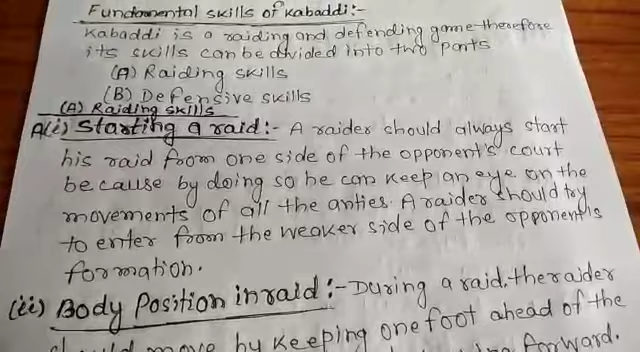 Fundamental skills of kabaddi:-
Kabaddi is a raiding and defending game therefore
its skills can be divided into two parts
(A) Raiding skills
(B) Defensive skills
(A) Raiding skills
A(i) Starting a raid:- A raider should always start
his raid from one side of the opponent's court
because by doing so he can keep an eye on the
movements of all the anties. A raider should try
to enter from the weaker side of the opponent's
formation.
(ii) Body Position in raid:- During a raid, the raider
should move by keeping one foot ahead of the
forward.